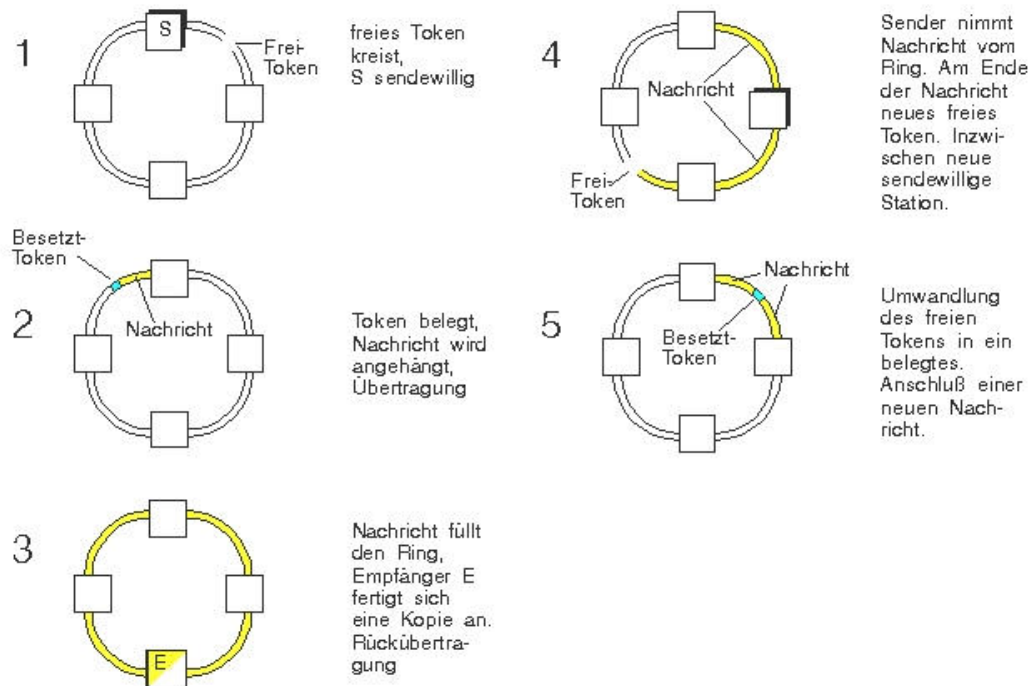 1
S
Frei-
Token
freies Token
kreist,
S sendewillig
2
Besetzt-
Token
Nachricht
Token belegt,
Nachricht wird
angehängt,
Übertragung
3
E
Nachricht füllt
den Ring,
Empfänger E
fertigt sich
eine Kopie an.
Rückübertra-
gung
4
Nachricht
Frei-
Token
Sender nimmt
Nachricht vom
Ring. Am Ende
der Nachricht
neues freies
Token. Inzwi-
schen neue
sendewillige
Station.
5
Nachricht
Besetzt-
Token
Umwandlung
des freien
Tokens in ein
belegtes.
Anschluß einer
neuen Nach-
richt.